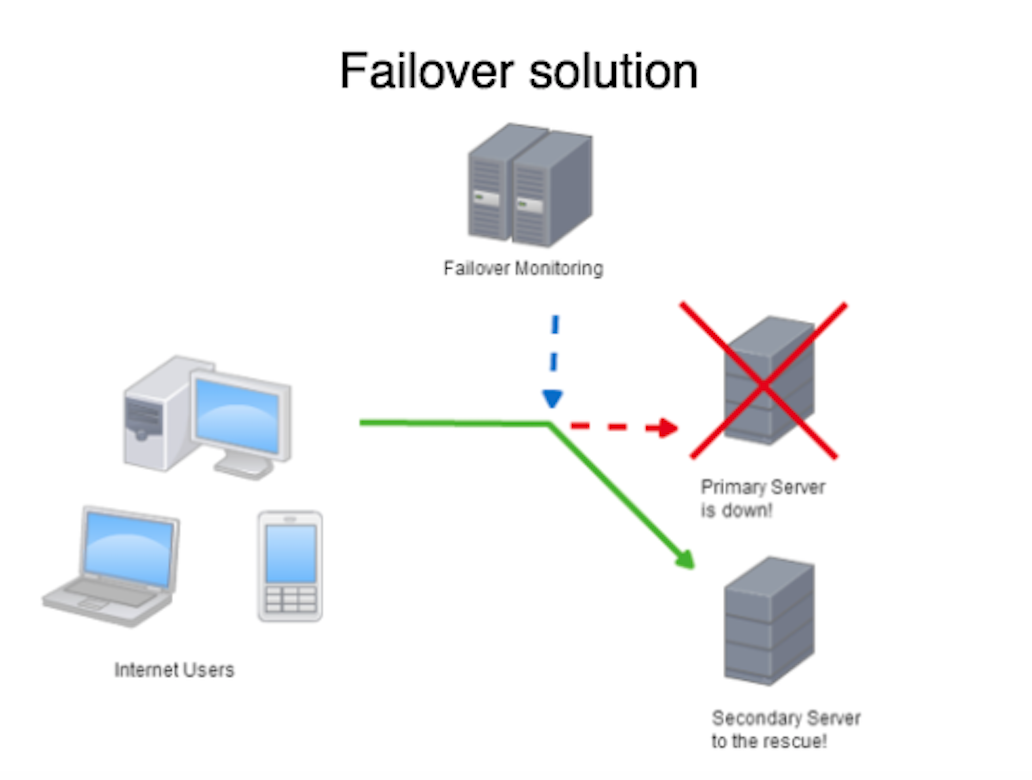 Failover solution
Failover Monitoring
Primary Server
is down!
Internet Users
Secondary Server
to the rescue!